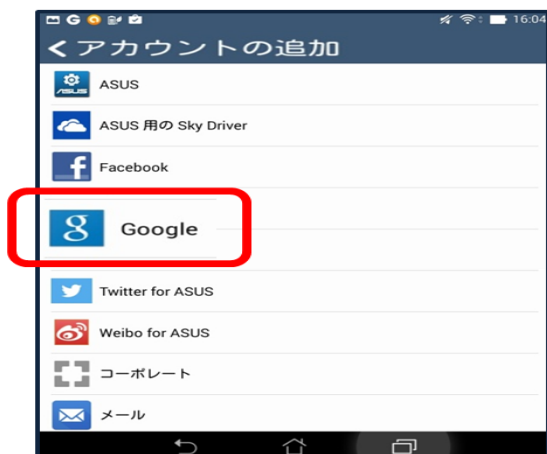 16:04
アカウントの追加
ASUS
ASUS 用の Sky Driver
Facebook
Google
Twitter for ASUS
Weibo for ASUS
コーポレート
メール